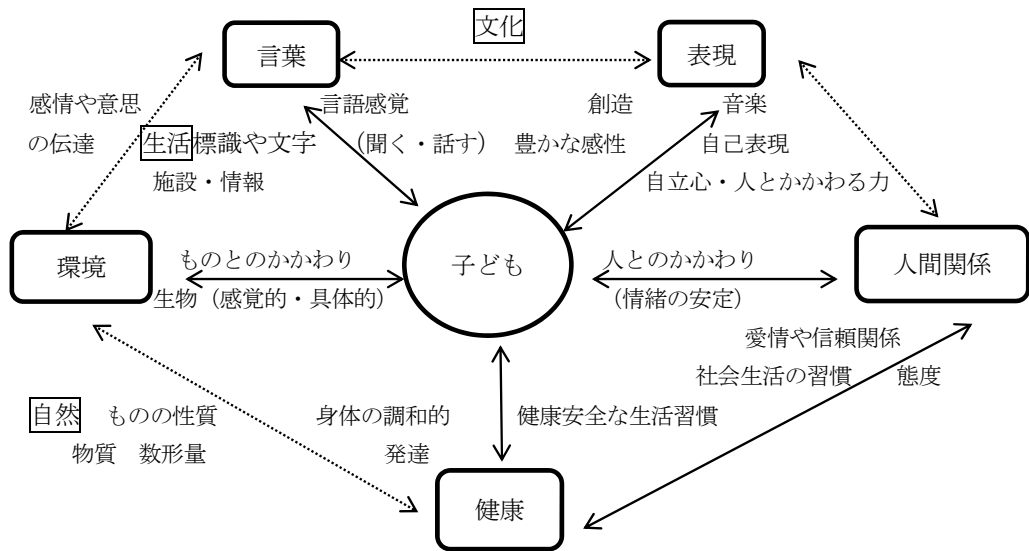 文化
言葉
表現
感情や意思
の伝達
言語感覚
創造
音楽
生活標識や文字
(聞く・話す)
豊かな感性
自己表現
施設・情報
自立心・人とかかわる力
環境
ものとのかかわり
生物(感覚的・具体的)
子ども
人とのかかわり
(情緒の安定)
人間関係
愛情や信頼関係
社会生活の習慣 態度
自然 ものの性質
物質 数形量
身体の調和的
発達
健康安全な生活習慣
健康